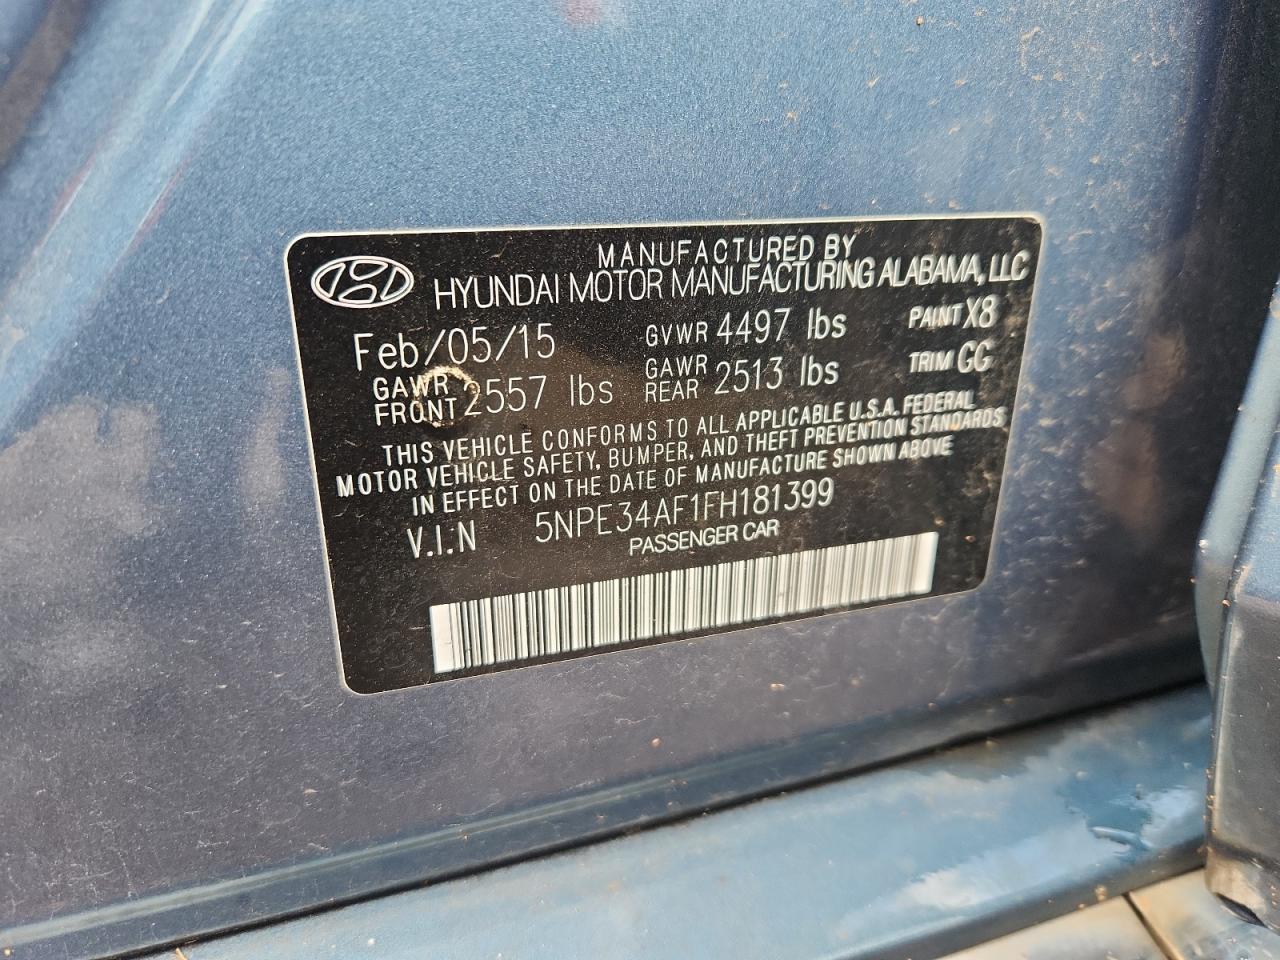 MANUFACTURED BY
HYUNDAI MOTOR MANUFACTURING ALABAMA, LLC
Feb/05/15 GVWR 4497 lbs PAINT X8
GAWR FRONT 2557 lbs GAWR REAR 2513 lbs TRIM GG
THIS VEHICLE CONFORMS TO ALL APPLICABLE U.S.A. FEDERAL
MOTOR VEHICLE SAFETY, BUMPER, AND THEFT PREVENTION STANDARDS
IN EFFECT ON THE DATE OF MANUFACTURE SHOWN ABOVE
V.I.N 5NPE34AF1FH181399
PASSENGER CAR